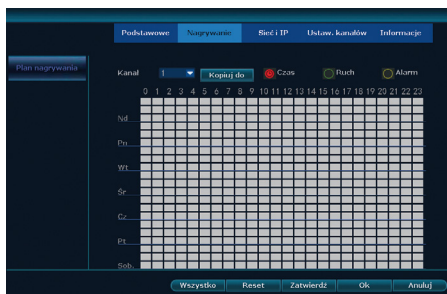 Podstawowe Nagrywanie Sieć i IP Ustaw. kanałów Informacje
Plan nagrywania
Kanał 1 Kopiuj do Czas Ruch Alarm
0 1 2 3 4 5 6 7 8 9 10 11 12 13 14 15 16 17 18 19 20 21 22 23
Nd
Pn
Wt
Śr
Cz
Pt
Sob.
Wszystko Reset Zatwierdź Ok Anuluj